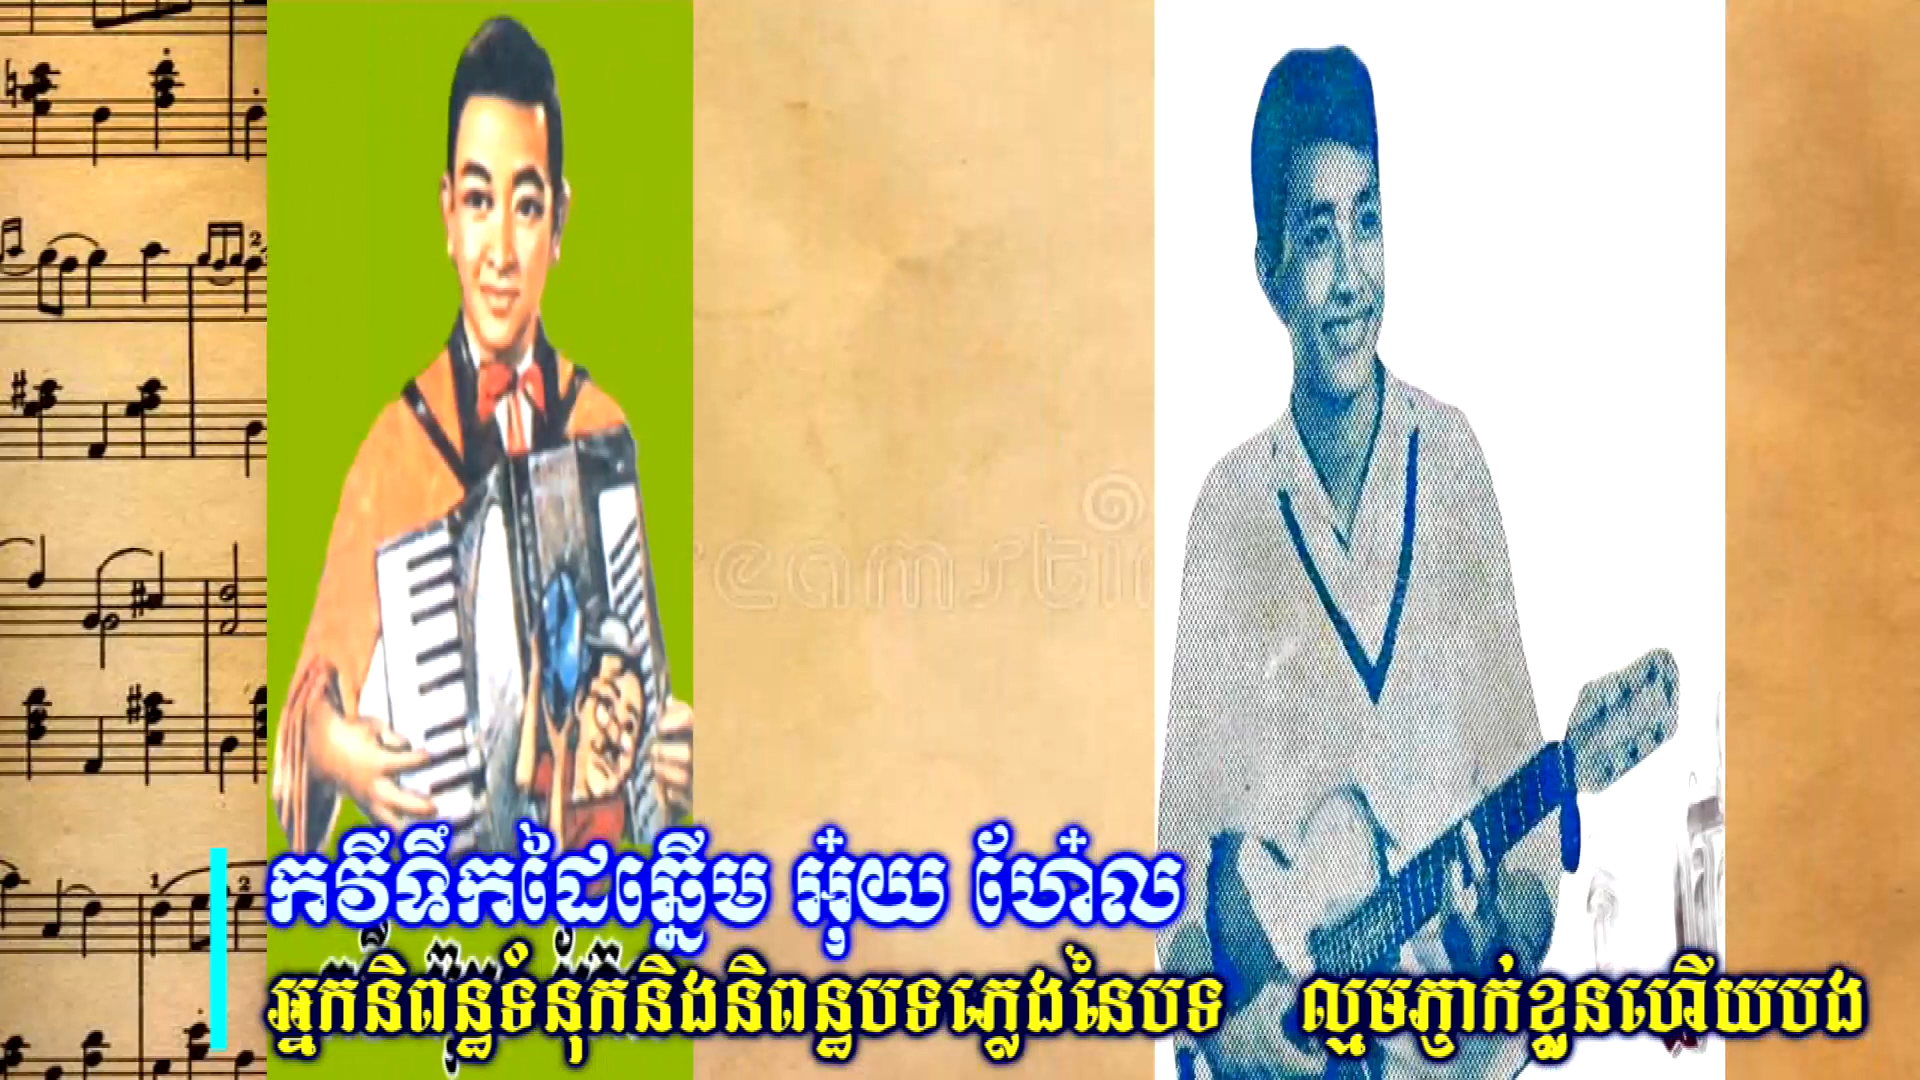 reamstim
កវីទឹកដៃឆ្នើម អ៊ុយ ហ៊ែល
អ្នកនិពន្ធទំនុកនិងនិពន្ធបទភ្លេងនៃបទ ល្មមភ្ញាក់ខ្លួនហើយបង